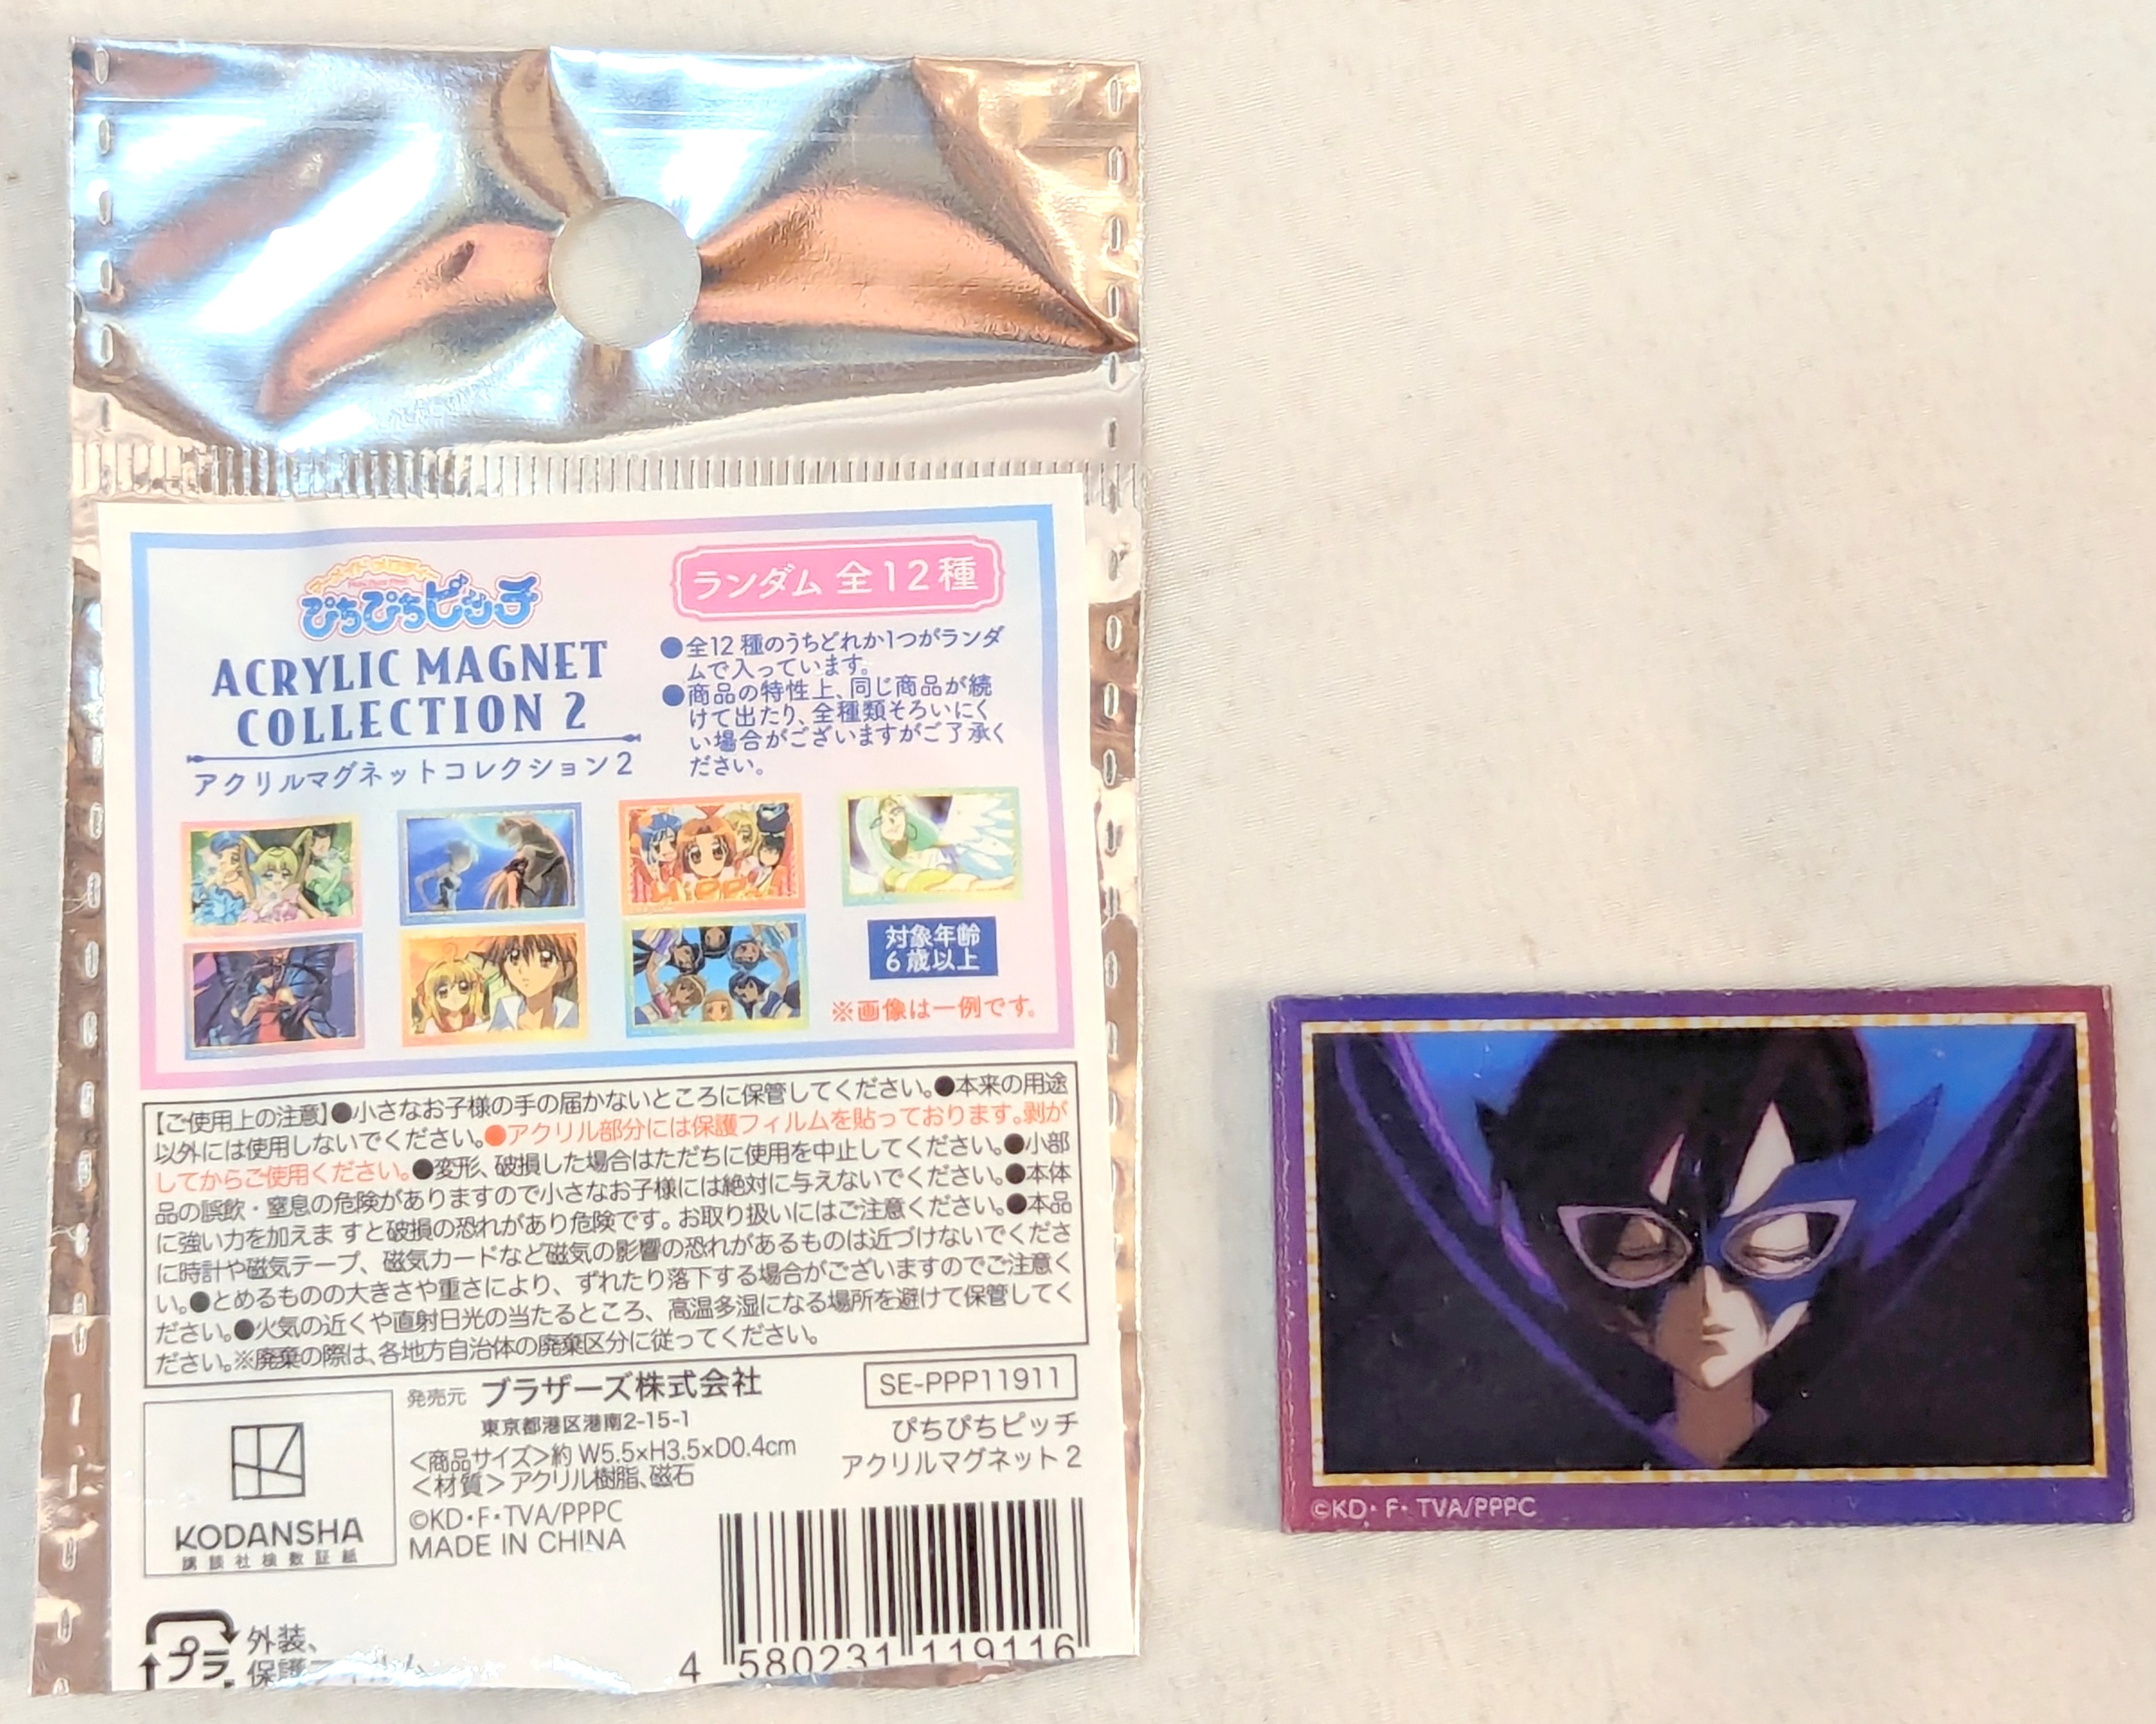 マーメイド メロディー
ぴちぴちピッチ
ACRYLIC MAGNET
COLLECTION 2
アクリルマグネットコレクション2
ランダム 全12種
●全12種のうちどれか1つがランダ
ムで入っています。
●商品の特性上、同じ商品が続
けて出たり、全種類そろいにく
い場合がございますがご了承く
ださい。
対象年齢
6歳以上
※画像は一例です。
【ご使用上の注意】●小さなお子様の手の届かないところに保管してください。●本来の用途
以外には使用しないでください。●アクリル部分には保護フィルムを貼っております。剥が
してからご使用ください。●変形、破損した場合はただちに使用を中止してください。●小部
品の誤飲・窒息の危険がありますので小さなお子様には絶対に与えないでください。●本体
に強い力を加えま すと破損の恐れがあり危険です。お取り扱いにはご注意ください。●本品
に時計や磁気テープ、磁気カードなど磁気の影響の恐れがあるものは近づけないでくださ
い。●とめるものの大きさや重さにより、ずれたり落下する場合がございますのでご注意く
ださい。●火気の近くや直射日光の当たるところ、高温多湿になる場所を避けて保管してく
ださい。※廃棄の際は、各地方自治体の廃棄区分に従ってください。
KODANSHA
講談社検数証紙
発売元 ブラザーズ株式会社
東京都港区港南2-15-1
<商品サイズ>約 W5.5×H3.5×D0.4cm
<材質>アクリル樹脂、磁石
©KD・F・TVA/PPPC
MADE IN CHINA
SE-PPP11911
ぴちぴちピッチ
アクリルマグネット2
プラ
外装、
保護フィルム
4 580231 119116
©KD・F・TVA/PPPC